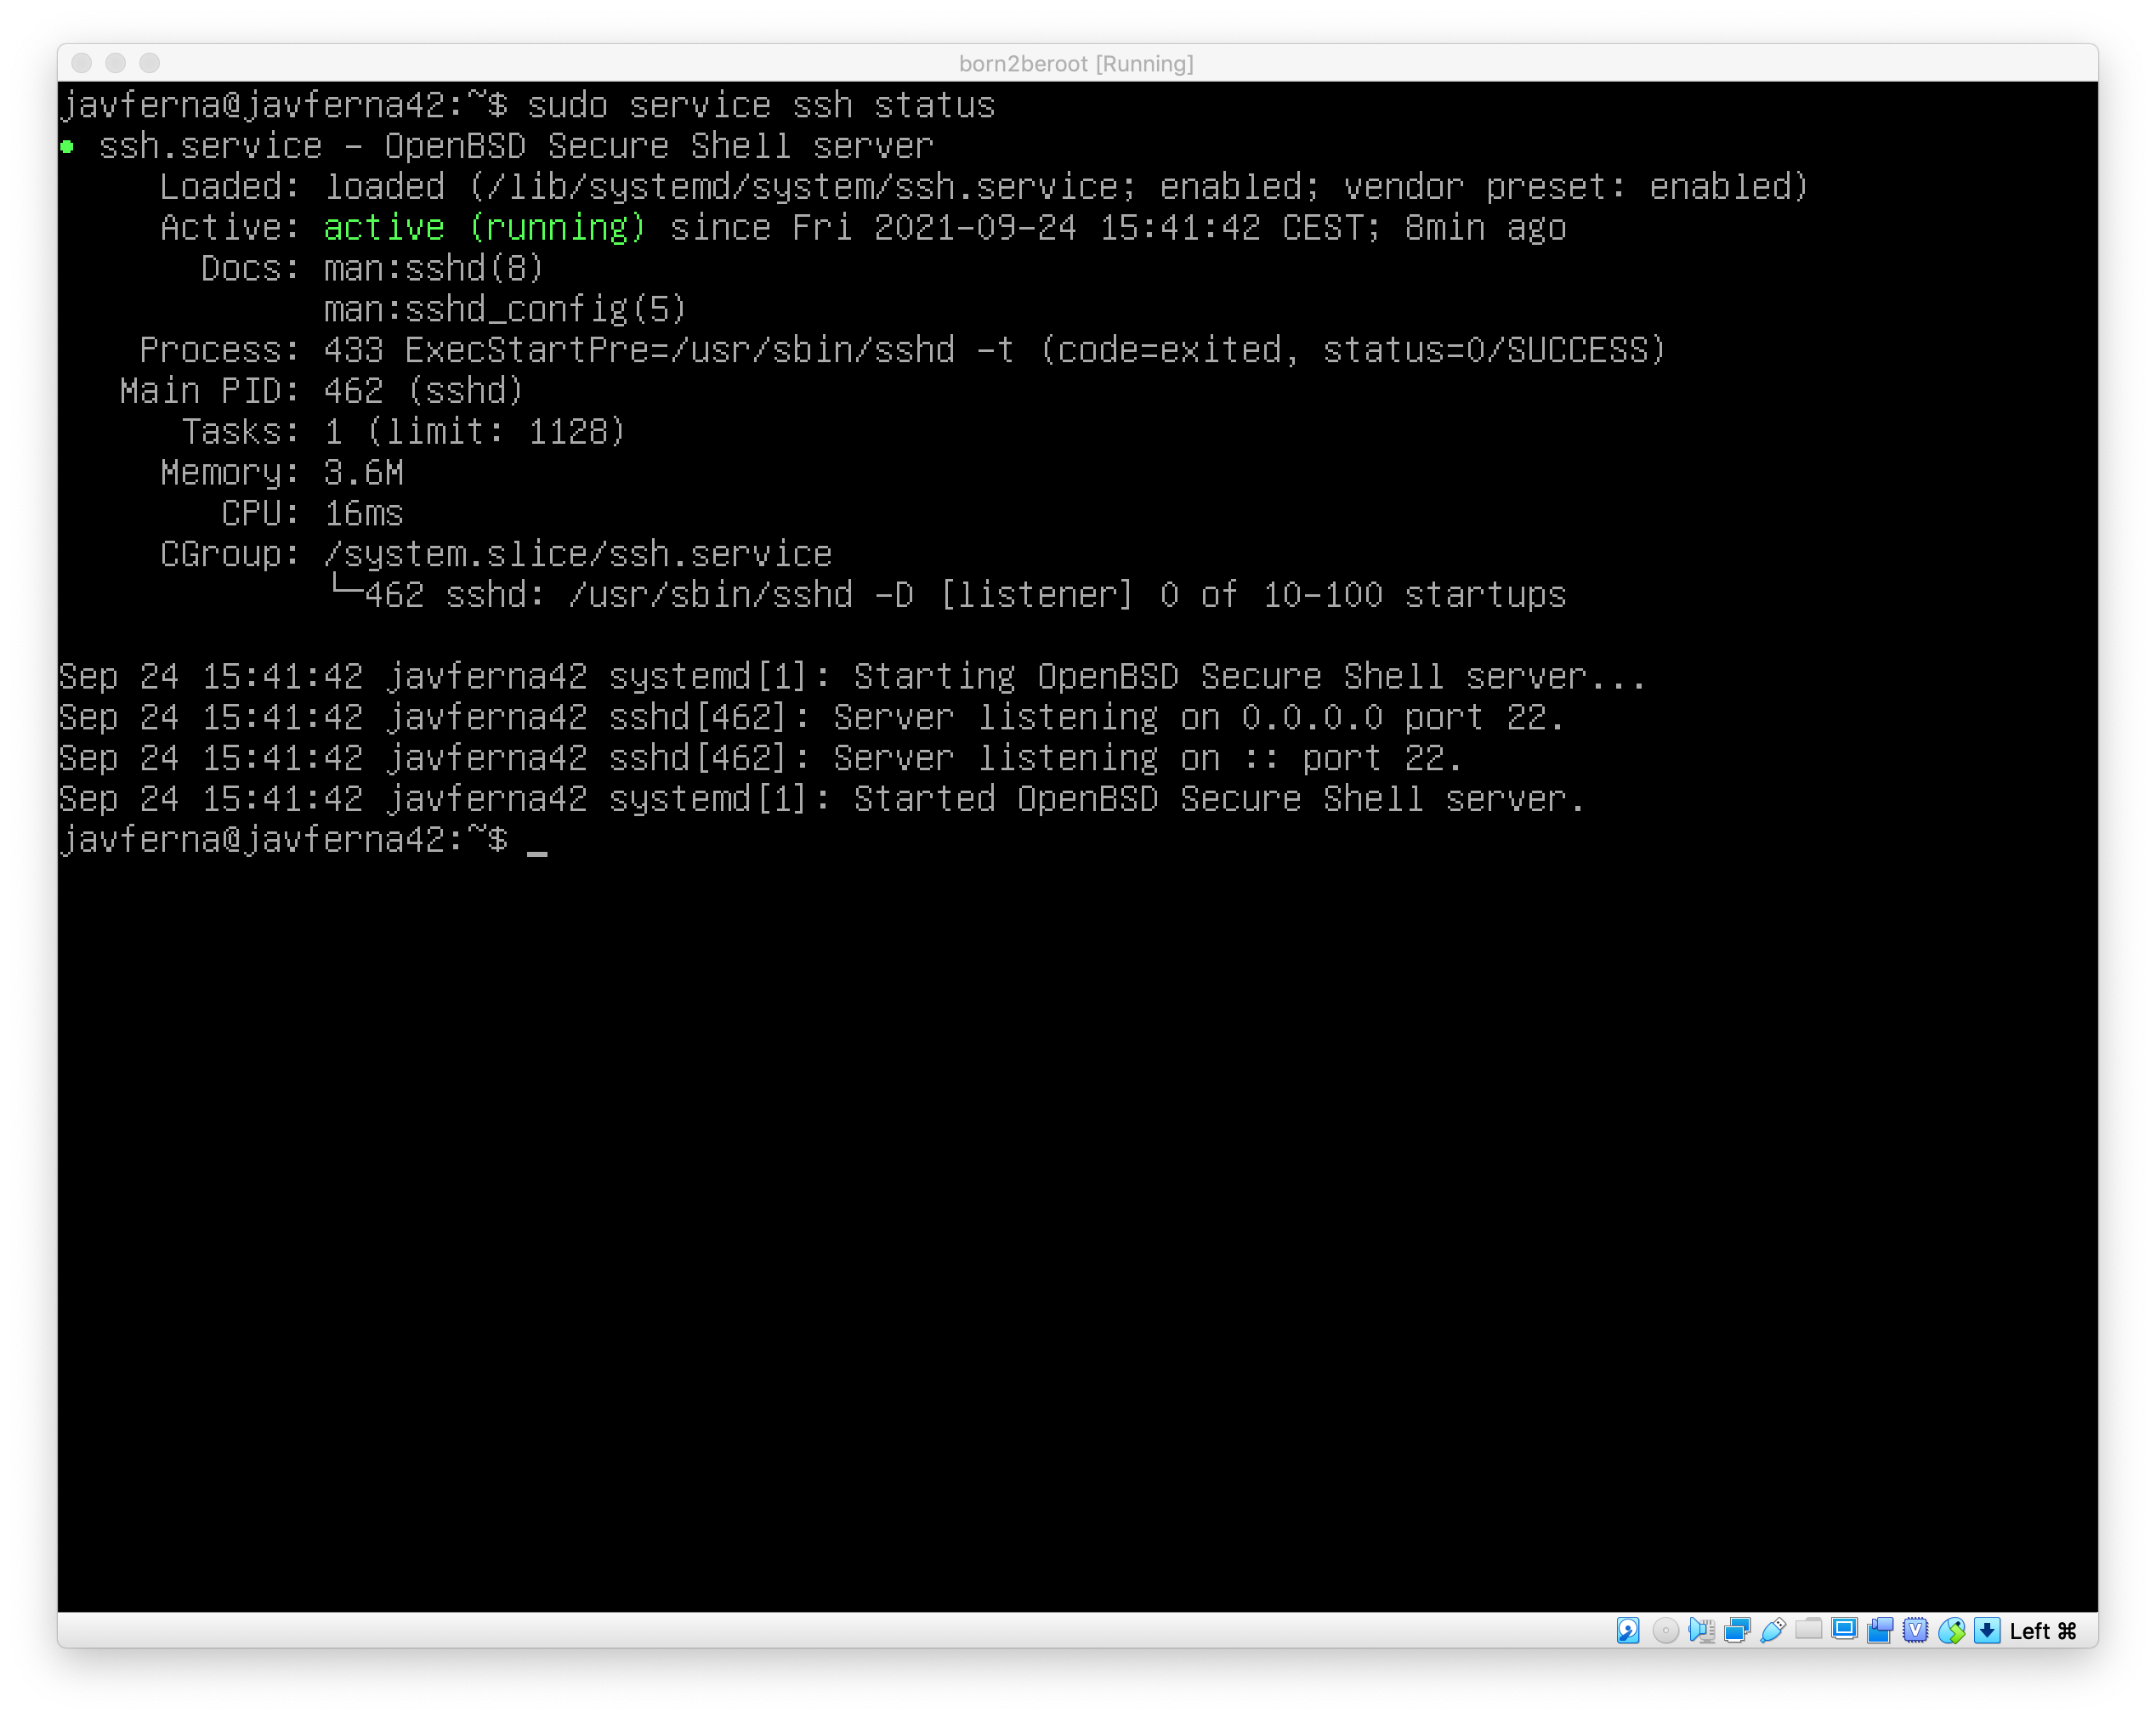 born2beroot [Running]
javferna@javferna42:~$ sudo service ssh status
● ssh.service - OpenBSD Secure Shell server
     Loaded: loaded (/lib/systemd/system/ssh.service; enabled; vendor preset: enabled)
     Active: active (running) since Fri 2021-09-24 15:41:42 CEST; 8min ago
       Docs: man:sshd(8)
             man:sshd_config(5)
    Process: 433 ExecStartPre=/usr/sbin/sshd -t (code=exited, status=0/SUCCESS)
   Main PID: 462 (sshd)
      Tasks: 1 (limit: 1128)
     Memory: 3.6M
        CPU: 16ms
     CGroup: /system.slice/ssh.service
             └─462 sshd: /usr/sbin/sshd -D [listener] 0 of 10-100 startups
Sep 24 15:41:42 javferna42 systemd[1]: Starting OpenBSD Secure Shell server...
Sep 24 15:41:42 javferna42 sshd[462]: Server listening on 0.0.0.0 port 22.
Sep 24 15:41:42 javferna42 sshd[462]: Server listening on :: port 22.
Sep 24 15:41:42 javferna42 systemd[1]: Started OpenBSD Secure Shell server.
javferna@javferna42:~$ _
Left ⌘